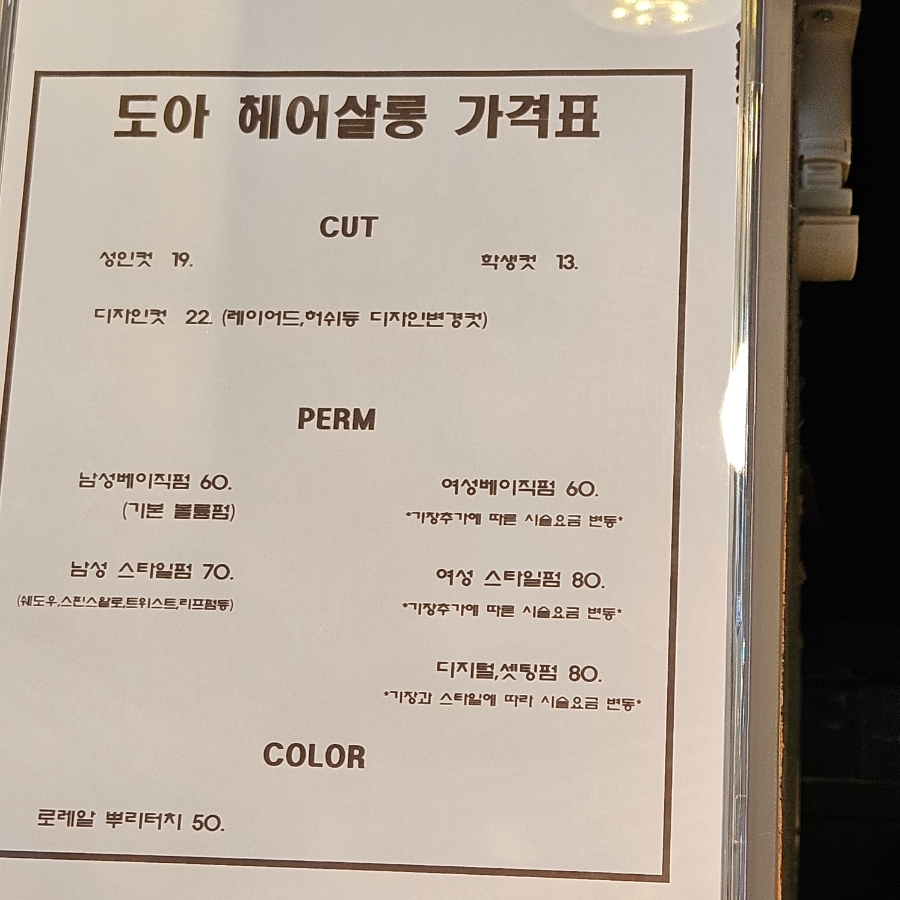 도아 헤어살롱 가격표
CUT
성인컷 19. 학생컷 13.
디자인컷 22. (레이어드,허쉬등 디자인변경컷)
PERM
남성베이직펌 60. 여성베이직펌 60.
(기본 볼륨펌) *기장추가에 따른 시술요금 변동*
남성 스타일펌 70. 여성 스타일펌 80.
(쉐도우,스핀스왈로,트위스트,리프펌등) *기장추가에 따른 시술요금 변동*
디지털,셋팅펌 80.
*기장과 스타일에 따라 시술요금 변동*
COLOR
로레알 뿌리터치 50.